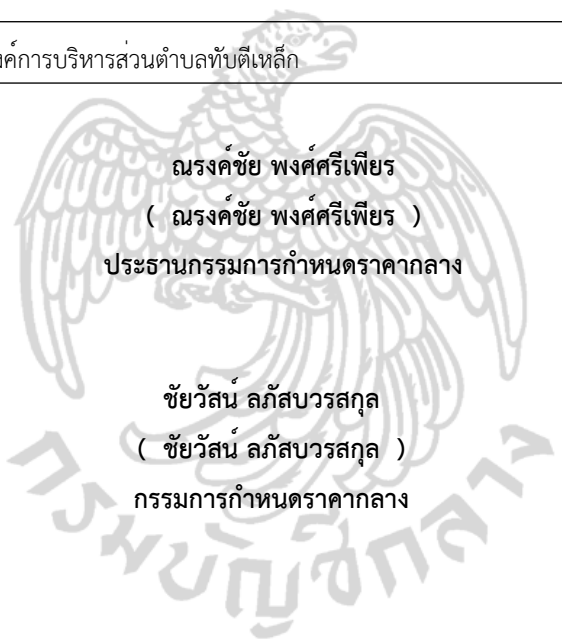 งค์การบริหารส่วนตำบลทับตีเหล็ก
ณรงค์ชัย พงศ์ศรีเพียร
( ณรงค์ชัย พงศ์ศรีเพียร )
ประธานกรรมการกำหนดราคากลาง
ชัยวัสน์ ลภัสบวรสกุล
( ชัยวัสน์ ลภัสบวรสกุล )
กรรมการกำหนดราคากลาง
กรมบัญชีกลาง